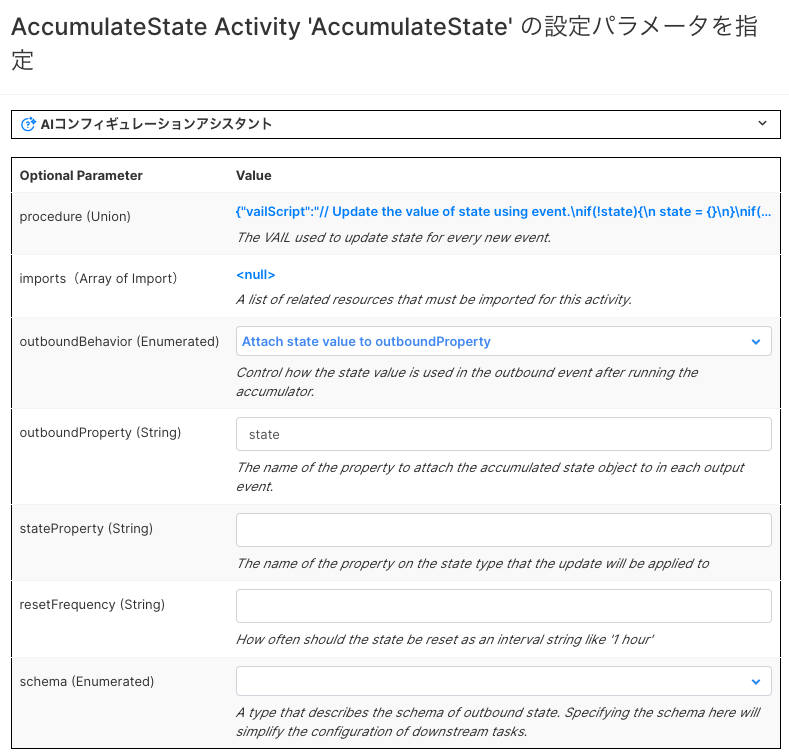 AccumulateState Activity 'AccumulateState' の設定パラメータを指
定
AIコンフィギュレーションアシスタント
Optional Parameter Value
procedure (Union) {"vailScript":"// Update the value of state using event.\nif(!state){\n state = {}\n}\nif(...
The VAIL used to update state for every new event.
imports（Array of Import） <null>
A list of related resources that must be imported for this activity.
outboundBehavior (Enumerated) Attach state value to outboundProperty
Control how the state value is used in the outbound event after running the
accumulator.
outboundProperty (String) state
The name of the property to attach the accumulated state object to in each output
event.
stateProperty (String)
The name of the property on the state type that the update will be applied to
resetFrequency (String)
How often should the state be reset as an interval string like '1 hour'
schema (Enumerated)
A type that describes the schema of outbound state. Specifying the schema here will
simplify the configuration of downstream tasks.